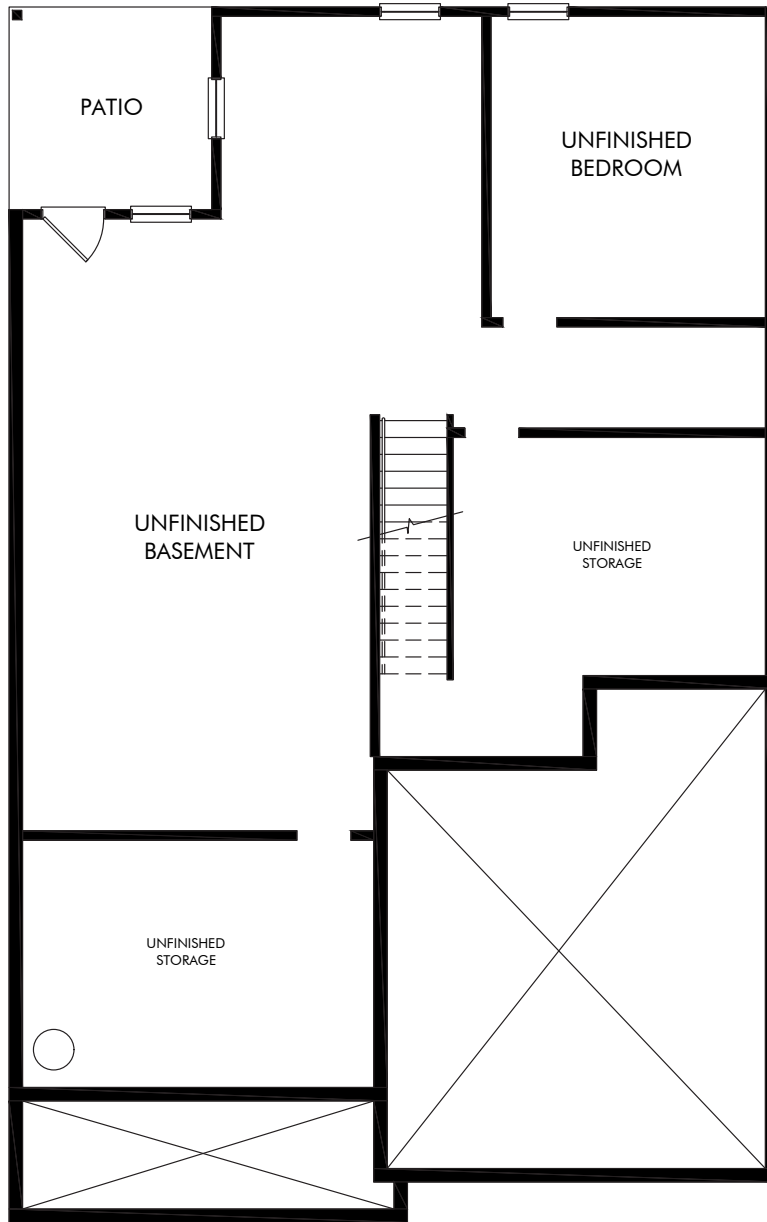 PATIO
UNFINISHED
BEDROOM
UNFINISHED
BASEMENT
UNFINISHED
STORAGE
UNFINISHED
STORAGE